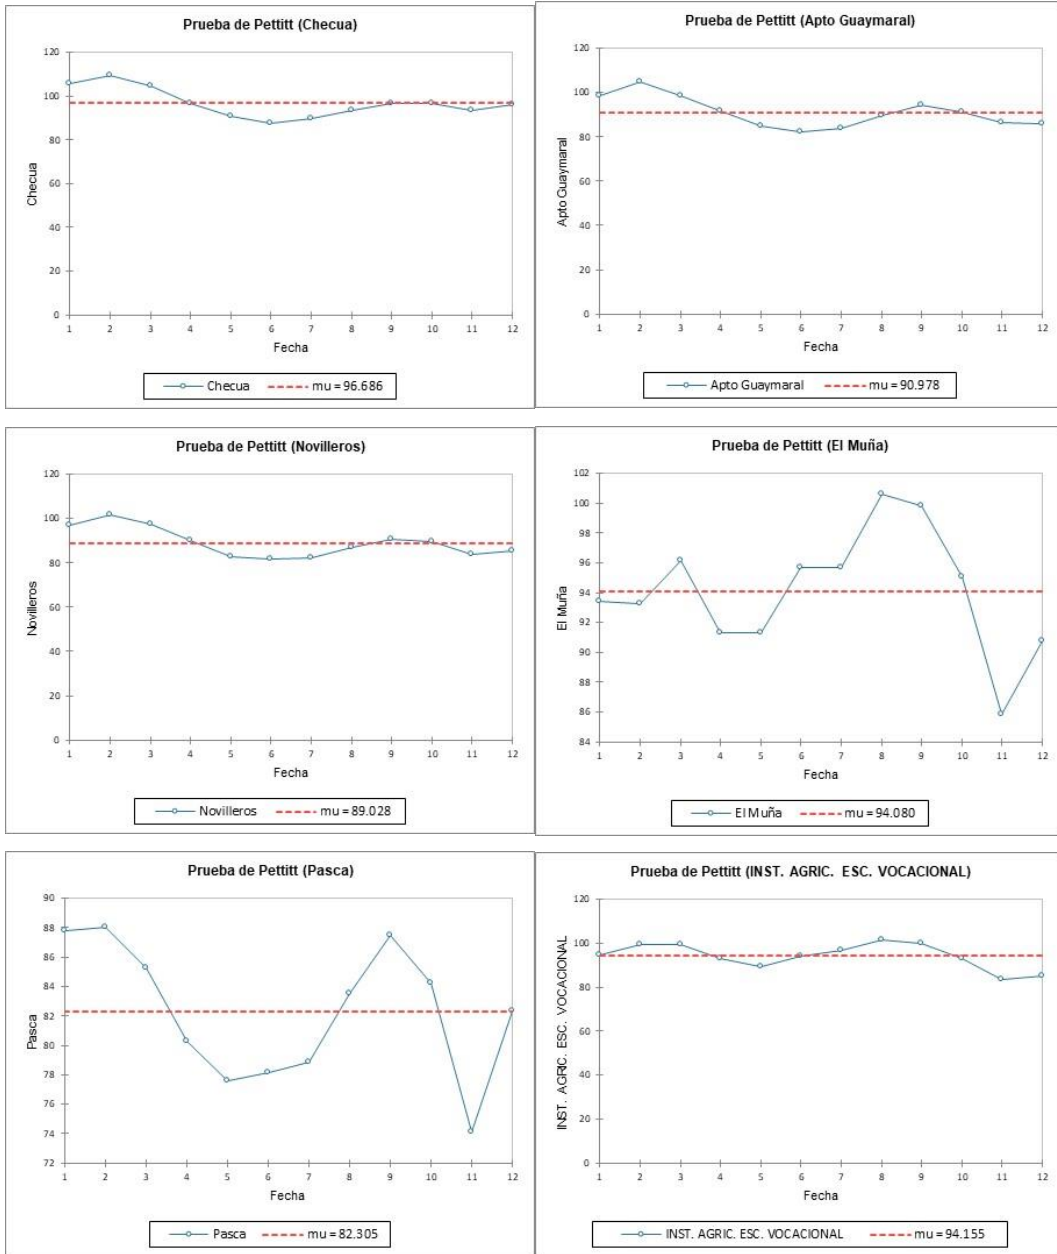 Prueba de Pettitt (Checua)
120
100
80
60
40
20
0
Checua
1 2 3 4 5 6 7 8 9 10 11 12
Fecha
Checua mu = 96.686
Prueba de Pettitt (Apto Guaymaral)
120
100
80
60
40
20
0
Apto Guaymaral
1 2 3 4 5 6 7 8 9 10 11 12
Fecha
Apto Guaymaral mu = 90.978
Prueba de Pettitt (Novilleros)
120
100
80
60
40
20
0
Novilleros
1 2 3 4 5 6 7 8 9 10 11 12
Fecha
Novilleros mu = 89.028
Prueba de Pettitt (El Muña)
102
100
98
96
94
92
90
88
86
84
El Muña
1 2 3 4 5 6 7 8 9 10 11 12
Fecha
El Muña mu = 94.080
Prueba de Pettitt (Pasca)
90
88
86
84
82
80
78
76
74
72
Pasca
1 2 3 4 5 6 7 8 9 10 11 12
Fecha
Pasca mu = 82.305
Prueba de Pettitt (INST. AGRIC. ESC. VOCACIONAL)
120
100
80
60
40
20
0
INST. AGRIC. ESC. VOCACIONAL
1 2 3 4 5 6 7 8 9 10 11 12
Fecha
INST. AGRIC. ESC. VOCACIONAL mu = 94.155